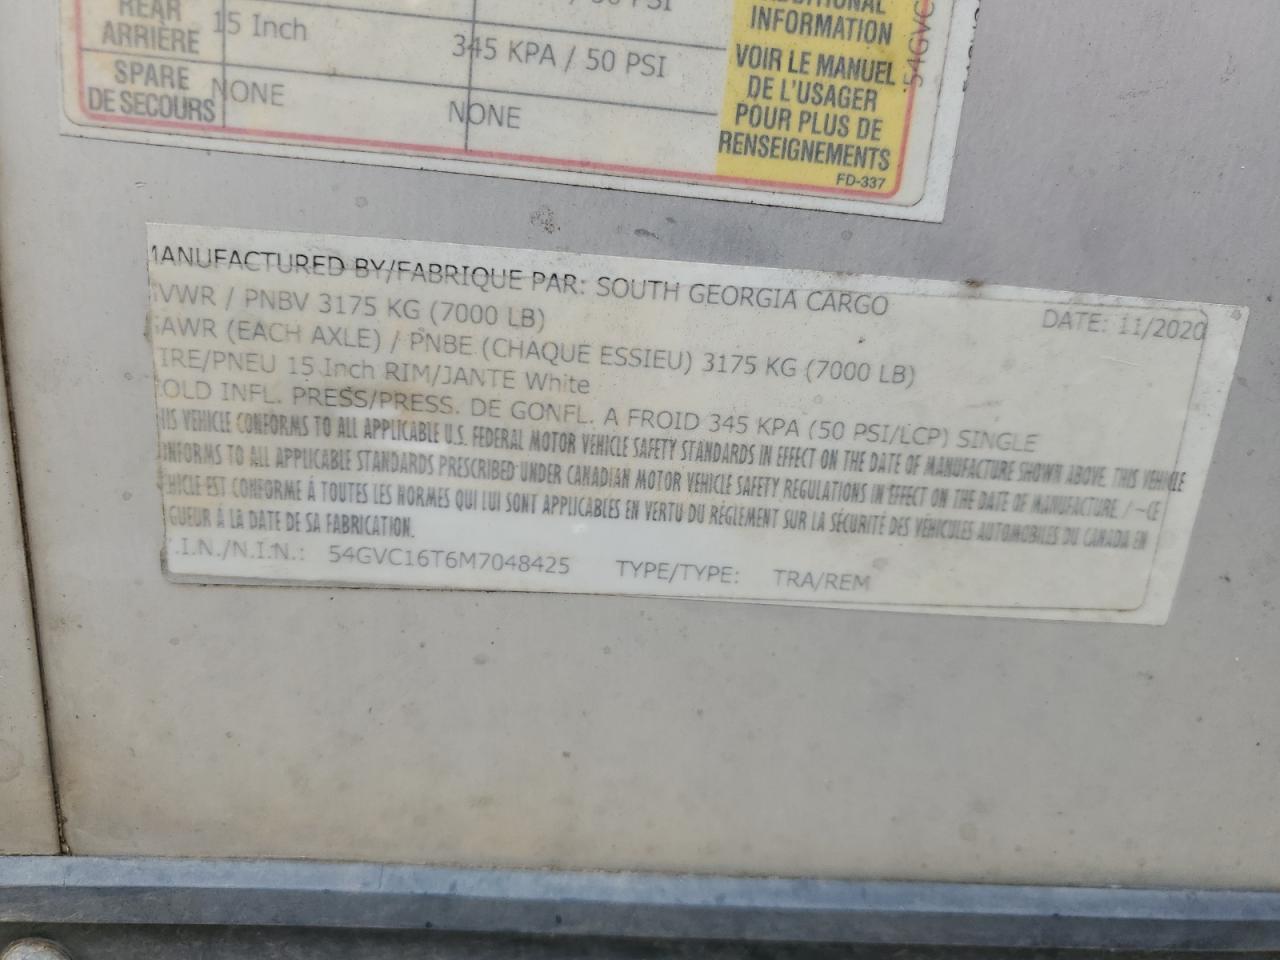 REAR
ARRIÈRE 15 Inch 345 KPA / 50 PSI
SPARE
DE SECOURS NONE NONE
INFORMATION
VOIR LE MANUEL
DE L'USAGER
POUR PLUS DE
RENSEIGNEMENTS
FD-337
54GVC
MANUFACTURED BY/FABRIQUE PAR: SOUTH GEORGIA CARGO
DATE: 11/2020
GVWR / PNBV 3175 KG (7000 LB)
GAWR (EACH AXLE) / PNBE (CHAQUE ESSIEU) 3175 KG (7000 LB)
TIRE/PNEU 15 Inch RIM/JANTE White
COLD INFL. PRESS/PRESS. DE GONFL. A FROID 345 KPA (50 PSI/LCP) SINGLE
THIS VEHICLE CONFORMS TO ALL APPLICABLE U.S. FEDERAL MOTOR VEHICLE SAFETY STANDARDS IN EFFECT ON THE DATE OF MANUFACTURE SHOWN ABOVE. THIS VEHICLE
ONFORMS TO ALL APPLICABLE STANDARDS PRESCRIBED UNDER CANADIAN MOTOR VEHICLE SAFETY REGULATIONS IN EFFECT ON THE DATE OF MANUFACTURE. / ~CE
EHICLE EST CONFORME À TOUTES LES NORMES QUI LUI SONT APPLICABLES EN VERTU DU RÈGLEMENT SUR LA SÉCURITÉ DES VEHICULES AUTOMOBILES DU CANADA EN
GUEUR À LA DATE DE SA FABRICATION.
.I.N./N.I.N.: 54GVC16T6M7048425 TYPE/TYPE: TRA/REM